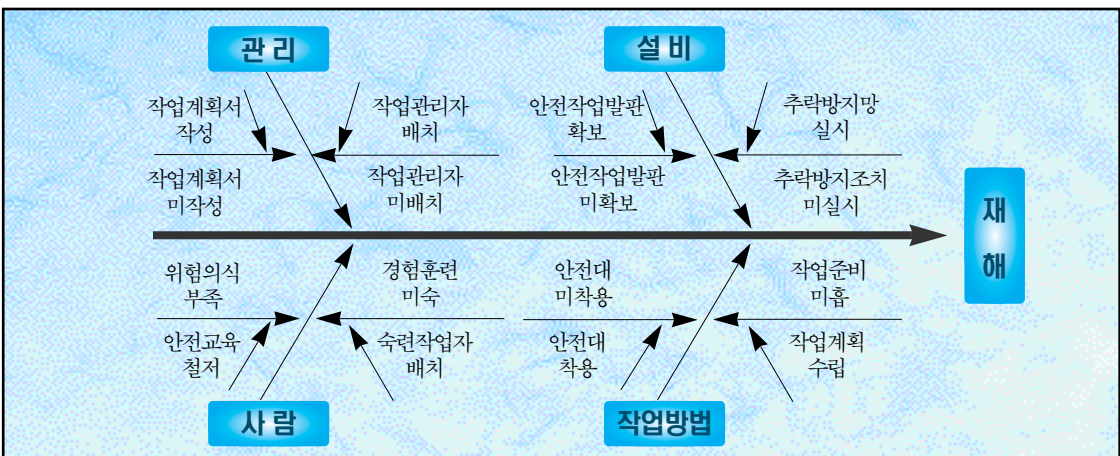 관 리
설 비
작업계획서
작성
작업관리자
배치
작업계획서
미작성
작업관리자
미배치
안전작업발판
확보
추락방지망
실시
안전작업발판
미확보
추락방지조치
미실시
재
해
위험의식
부족
경험훈련
미숙
안전교육
철저
숙련작업자
배치
안전대
미착용
작업준비
미흡
안전대
착용
작업계획
수립
사 람
작업방법